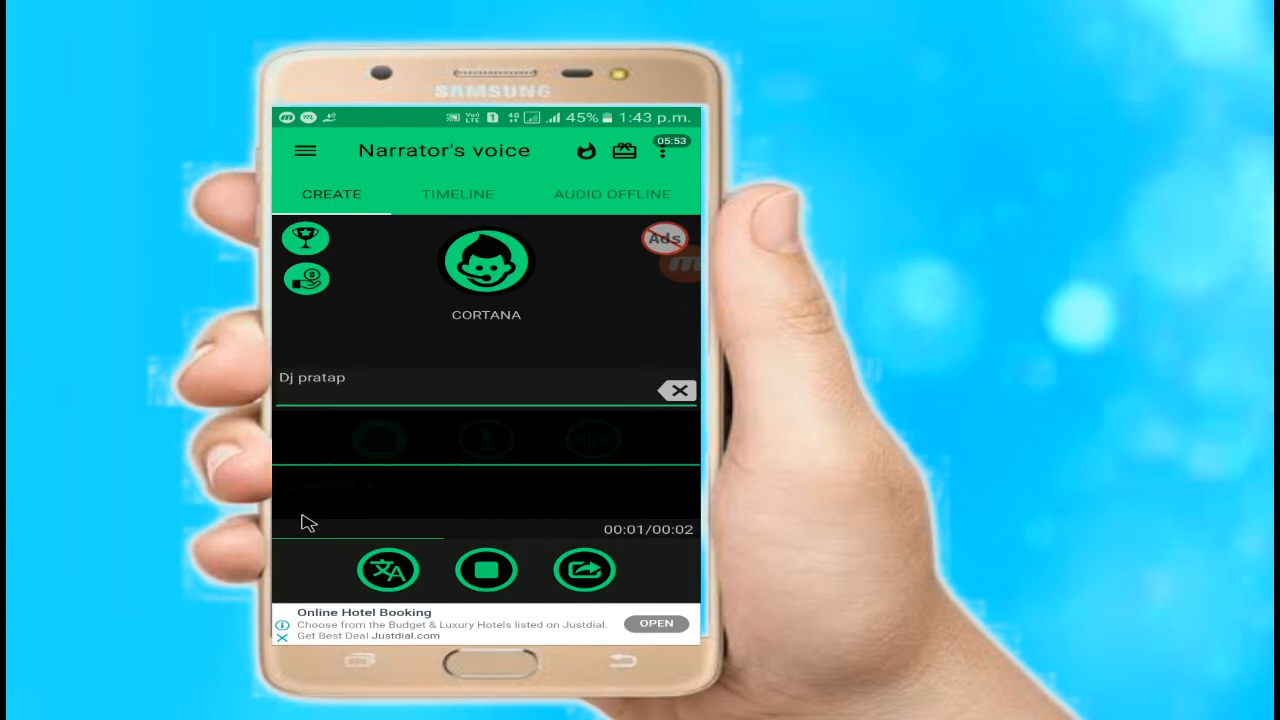 SAMSUNG
45% 1:43 p.m.
Narrator's voice
05:53
CREATE TIMELINE AUDIO OFFLINE
Ads
CORTANA
Dj pratap
00:01/00:02
Online Hotel Booking
Choose from the Budget & Luxury Hotels listed on Justdial.
Get Best Deal Justdial.com
OPEN